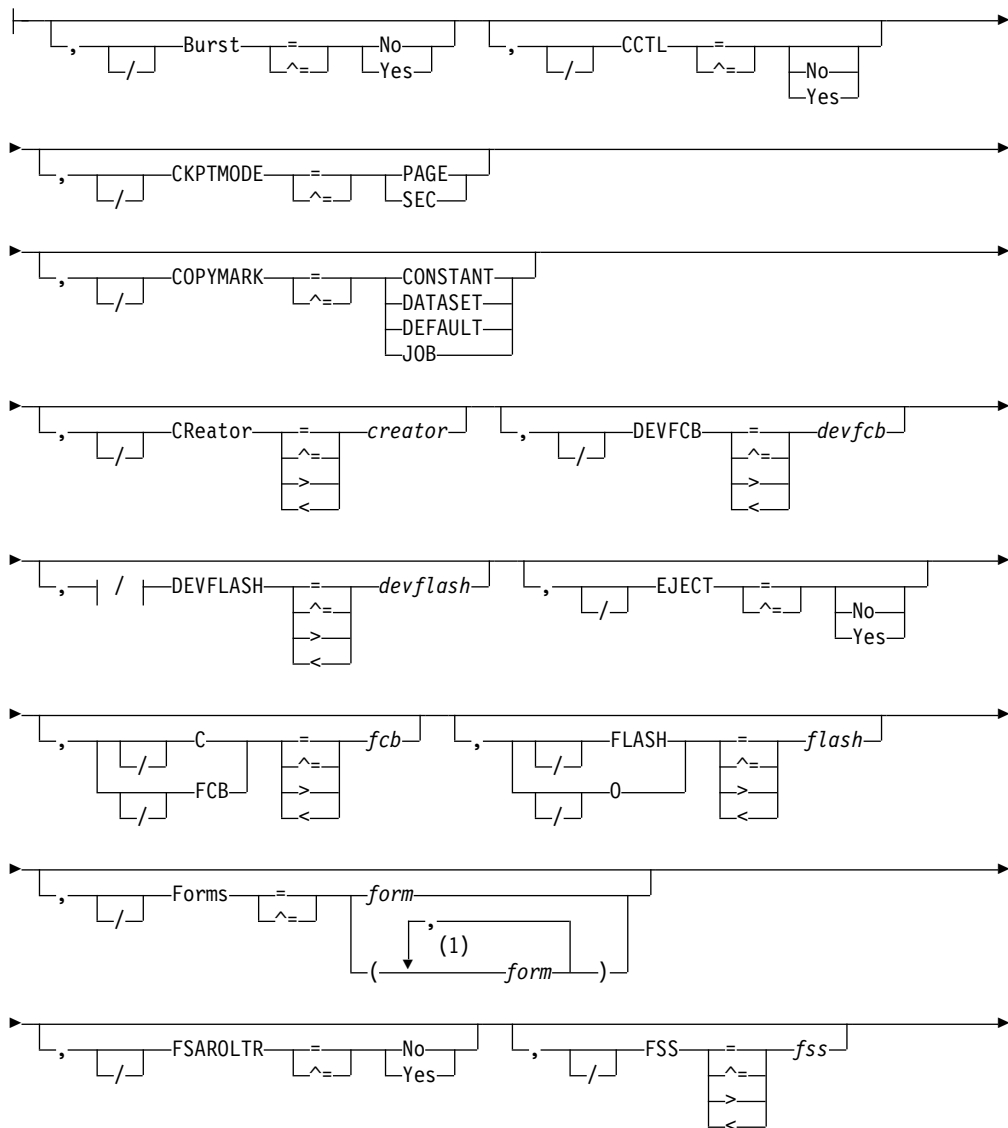 , / Burst = ^= No Yes , / CCTL = ^= No Yes
, / CKPTMODE = ^= PAGE SEC
, / COPYMARK = ^= CONSTANT DATASET DEFAULT JOB
, / CReator = ^= > < creator , / DEVFCB = ^= > < devfcb
, / DEVFLASH = ^= > < devflash , / EJECT = ^= No Yes
, / C / FCB = ^= > < fcb , / FLASH / O = ^= > < flash
, / Forms = ^= form ( , (1) form )
, / FSAROLTR = ^= No Yes , / FSS = ^= > < fss